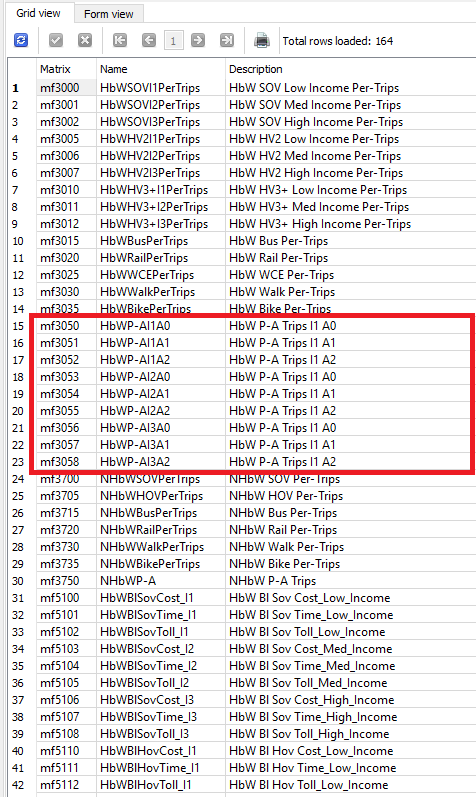 Grid view Form view
1 Total rows loaded: 164
Matrix Name Description
1 mf3000 HbWSOVI1PerTrips HbW SOV Low Income Per-Trips
2 mf3001 HbWSOVI2PerTrips HbW SOV Med Income Per-Trips
3 mf3002 HbWSOVI3PerTrips HbW SOV High Income Per-Trips
4 mf3005 HbWHV2I1PerTrips HbW HV2 Low Income Per-Trips
5 mf3006 HbWHV2I2PerTrips HbW HV2 Med Income Per-Trips
6 mf3007 HbWHV2I3PerTrips HbW HV2 High Income Per-Trips
7 mf3010 HbWHV3+I1PerTrips HbW HV3+ Low Income Per-Trips
8 mf3011 HbWHV3+I2PerTrips HbW HV3+ Med Income Per-Trips
9 mf3012 HbWHV3+I3PerTrips HbW HV3+ High Income Per-Trips
10 mf3015 HbWBusPerTrips HbW Bus Per-Trips
11 mf3020 HbWRailPerTrips HbW Rail Per-Trips
12 mf3025 HbWWCEPerTrips HbW WCE Per-Trips
13 mf3030 HbWWalkPerTrips HbW Walk Per-Trips
14 mf3035 HbWBikePerTrips HbW Bike Per-Trips
15 mf3050 HbWP-AI1A0 HbW P-A Trips I1 A0
16 mf3051 HbWP-AI1A1 HbW P-A Trips I1 A1
17 mf3052 HbWP-AI1A2 HbW P-A Trips I1 A2
18 mf3053 HbWP-AI2A0 HbW P-A Trips I1 A0
19 mf3054 HbWP-AI2A1 HbW P-A Trips I1 A1
20 mf3055 HbWP-AI2A2 HbW P-A Trips I1 A2
21 mf3056 HbWP-AI3A0 HbW P-A Trips I1 A0
22 mf3057 HbWP-AI3A1 HbW P-A Trips I1 A1
23 mf3058 HbWP-AI3A2 HbW P-A Trips I1 A2
24 mf3700 NHbWSOVPerTrips NHbW SOV Per-Trips
25 mf3705 NHbWHOVPerTrips NHbW HOV Per-Trips
26 mf3715 NHbWBusPerTrips NHbW Bus Per-Trips
27 mf3720 NHbWRailPerTrips NHbW Rail Per-Trips
28 mf3730 NHbWWalkPerTrips NHbW Walk Per-Trips
29 mf3735 NHbWBikePerTrips NHbW Bike Per-Trips
30 mf3750 NHbWP-A NHbW P-A Trips
31 mf5100 HbWBlSovCost_I1 HbW Bl Sov Cost_Low_Income
32 mf5101 HbWBlSovTime_I1 HbW Bl Sov Time_Low_Income
33 mf5102 HbWBlSovToll_I1 HbW Bl Sov Toll_Low_Income
34 mf5103 HbWBlSovCost_I2 HbW Bl Sov Cost_Med_Income
35 mf5104 HbWBlSovTime_I2 HbW Bl Sov Time_Med_Income
36 mf5105 HbWBlSovToll_I2 HbW Bl Sov Toll_Med_Income
37 mf5106 HbWBlSovCost_I3 HbW Bl Sov Cost_High_Income
38 mf5107 HbWBlSovTime_I3 HbW Bl Sov Time_High_Income
39 mf5108 HbWBlSovToll_I3 HbW Bl Sov Toll_High_Income
40 mf5110 HbWBlHovCost_I1 HbW Bl Hov Cost_Low_Income
41 mf5111 HbWBlHovTime_I1 HbW Bl Hov Time_Low_Income
42 mf5112 HbWBlHovToll_I1 HbW Bl Hov Toll_Low_Income